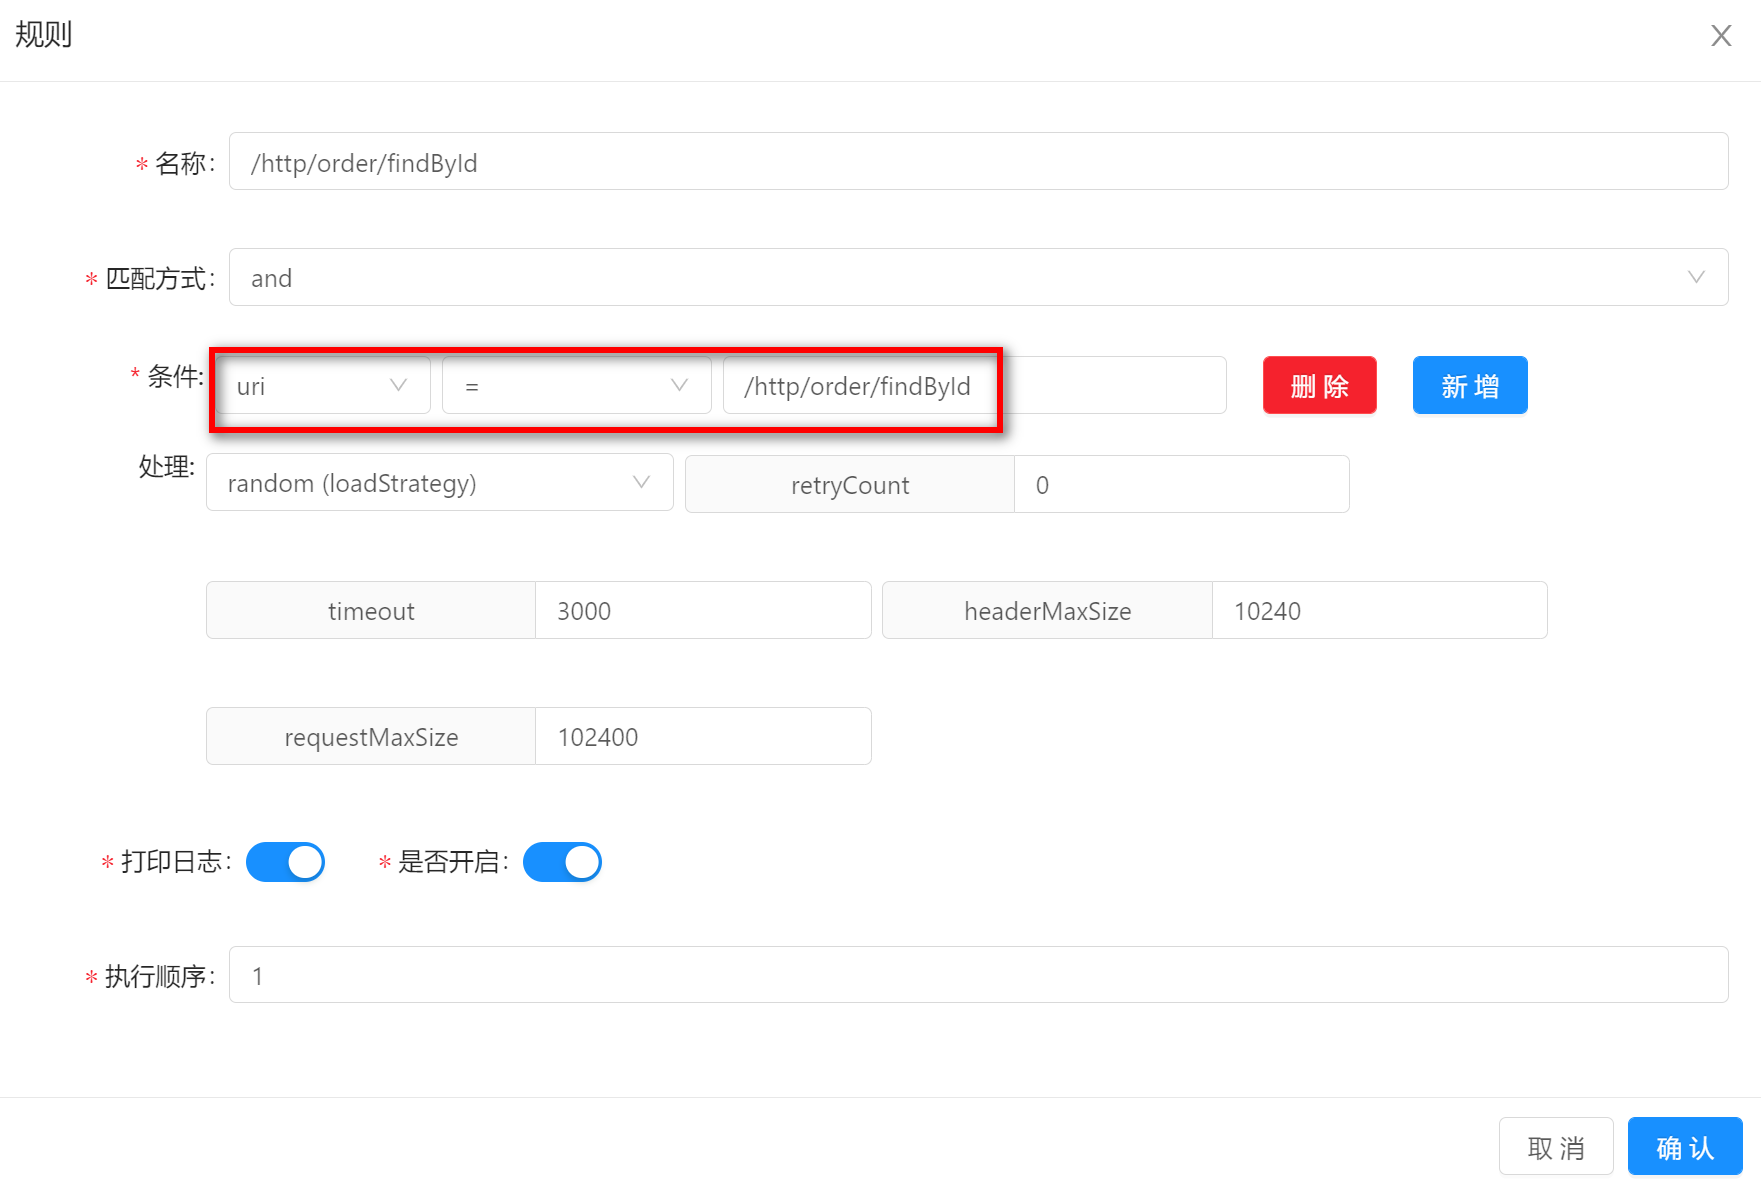 规则
* 名称: /http/order/findById
* 匹配方式: and
* 条件: uri = /http/order/findById 删除 新增
处理: random (loadStrategy) retryCount 0
timeout 3000 headerMaxSize 10240
requestMaxSize 102400
* 打印日志: * 是否开启:
* 执行顺序: 1
取消 确认